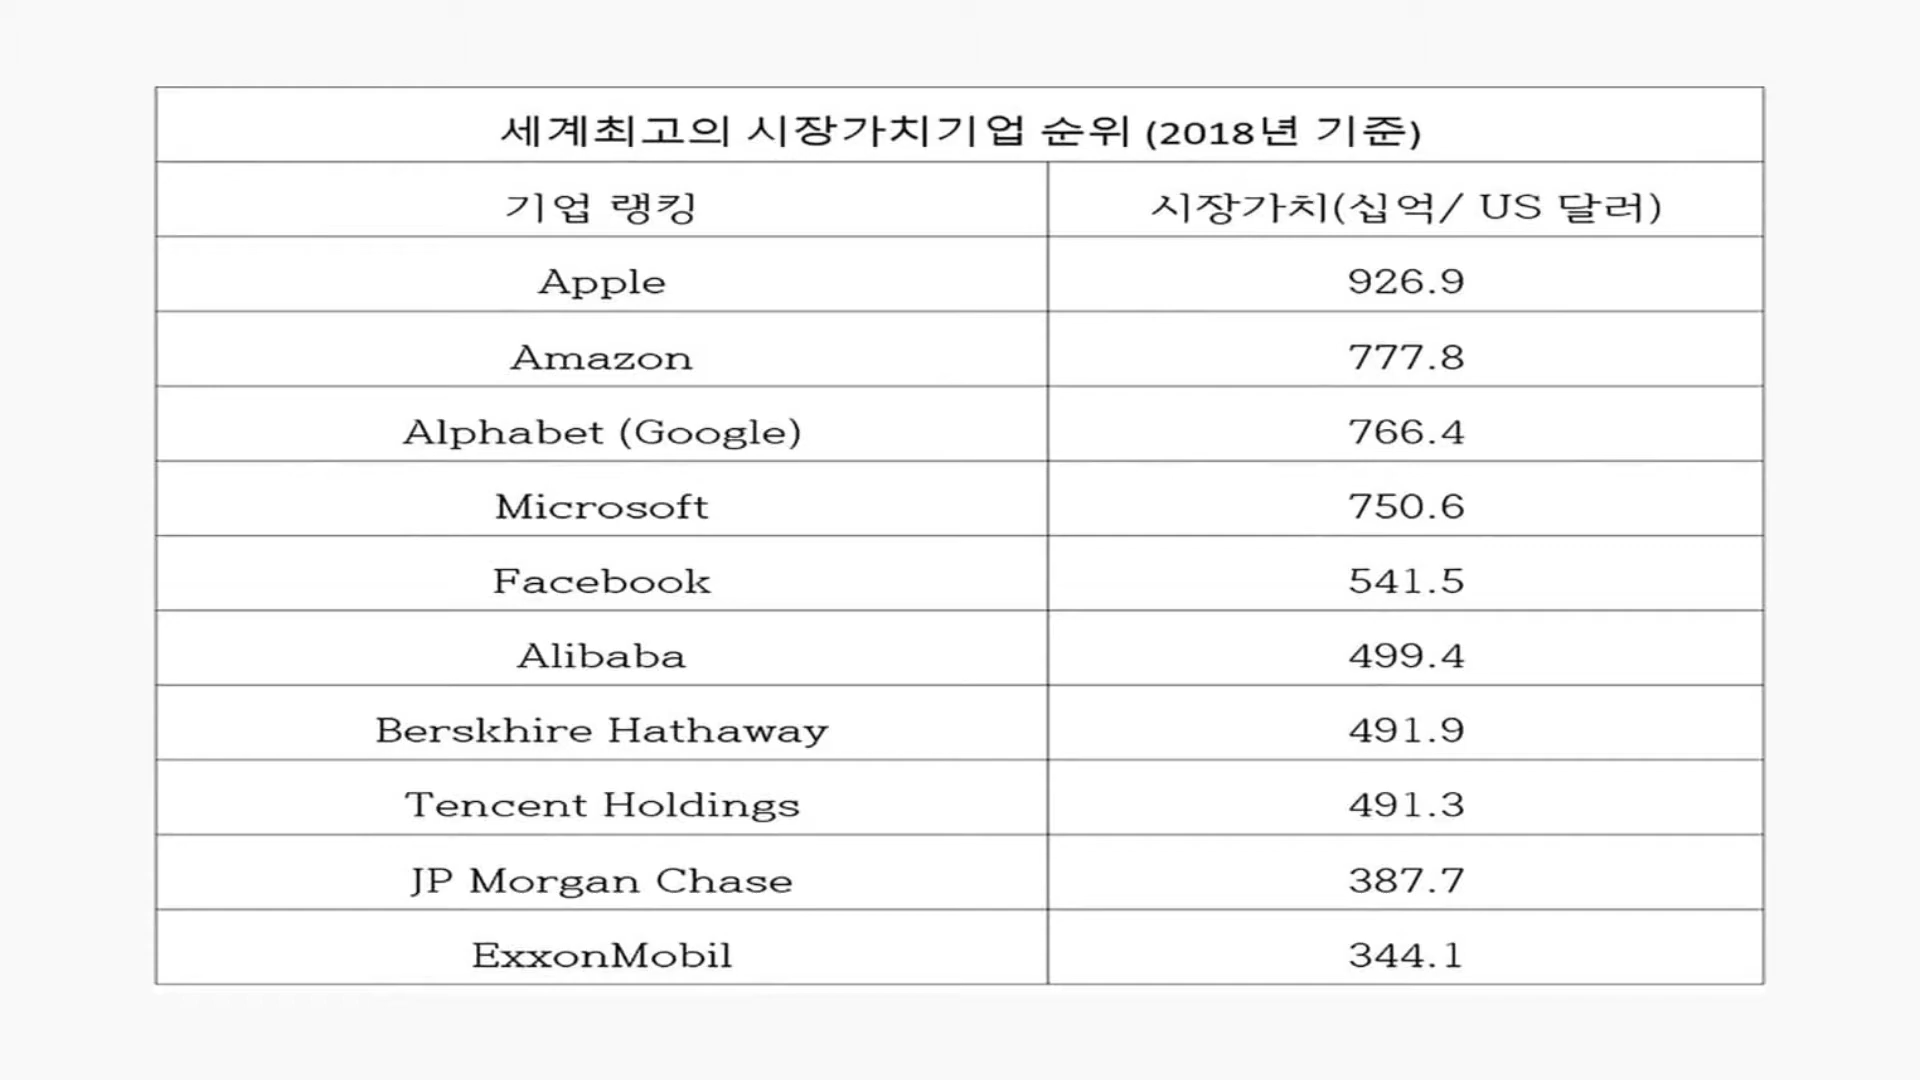 세계최고의 시장가치기업 순위 (2018년 기준)
기업 랭킹 시장가치(십억/ US 달러)
Apple 926.9
Amazon 777.8
Alphabet (Google) 766.4
Microsoft 750.6
Facebook 541.5
Alibaba 499.4
Berskhire Hathaway 491.9
Tencent Holdings 491.3
JP Morgan Chase 387.7
ExxonMobil 344.1